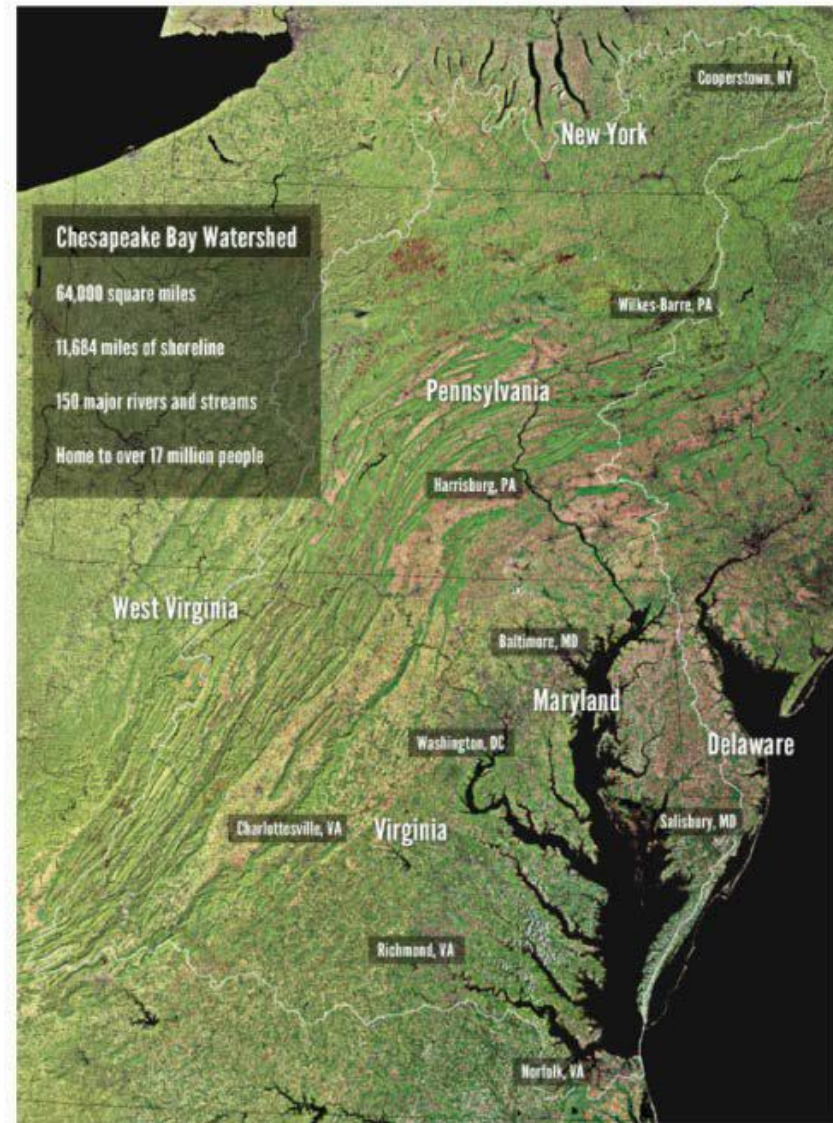 Cooperstown, NY
New York
Chesapeake Bay Watershed
64,000 square miles
11,684 miles of shoreline
150 major rivers and streams
Home to over 17 million people
Wilkes-Barre, PA
Pennsylvania
Harrisburg, PA
West Virginia
Baltimore, MD
Maryland
Washington, DC
Delaware
Charlottesville, VA
Virginia
Salisbury, MD
Richmond, VA
Norfolk, VA